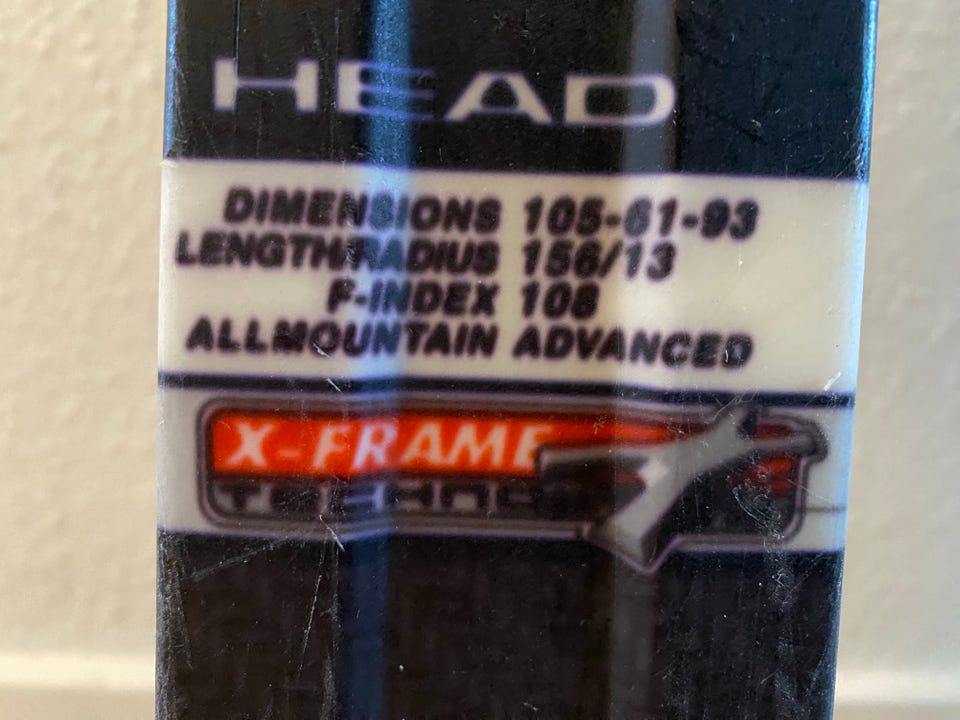 HEAD
DIMENSIONS 105-61-93
LENGTH/RADIUS 156/13
F-INDEX 108
ALLMOUNTAIN ADVANCED
X-FRAME